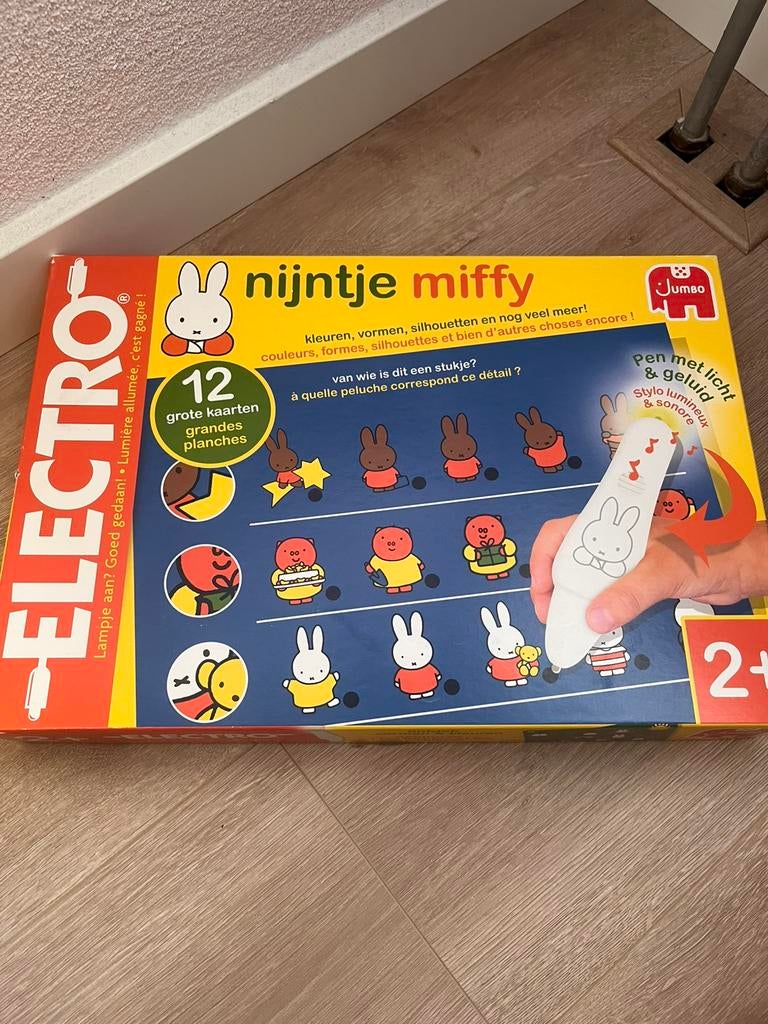 ELECTRO®
Lampje aan? Goed gedaan! • Lumière allumée, c'est gagné !
nijntje miffy
Jumbo
kleuren, vormen, silhouetten en nog veel meer!
couleurs, formes, silhouettes et bien d'autres choses encore !
12
grote kaarten
grandes
planches
van wie is dit een stukje?
à quelle peluche correspond ce détail ?
Pen met licht
& geluid
Stylo lumineux
& sonore
2+
ELECTRO